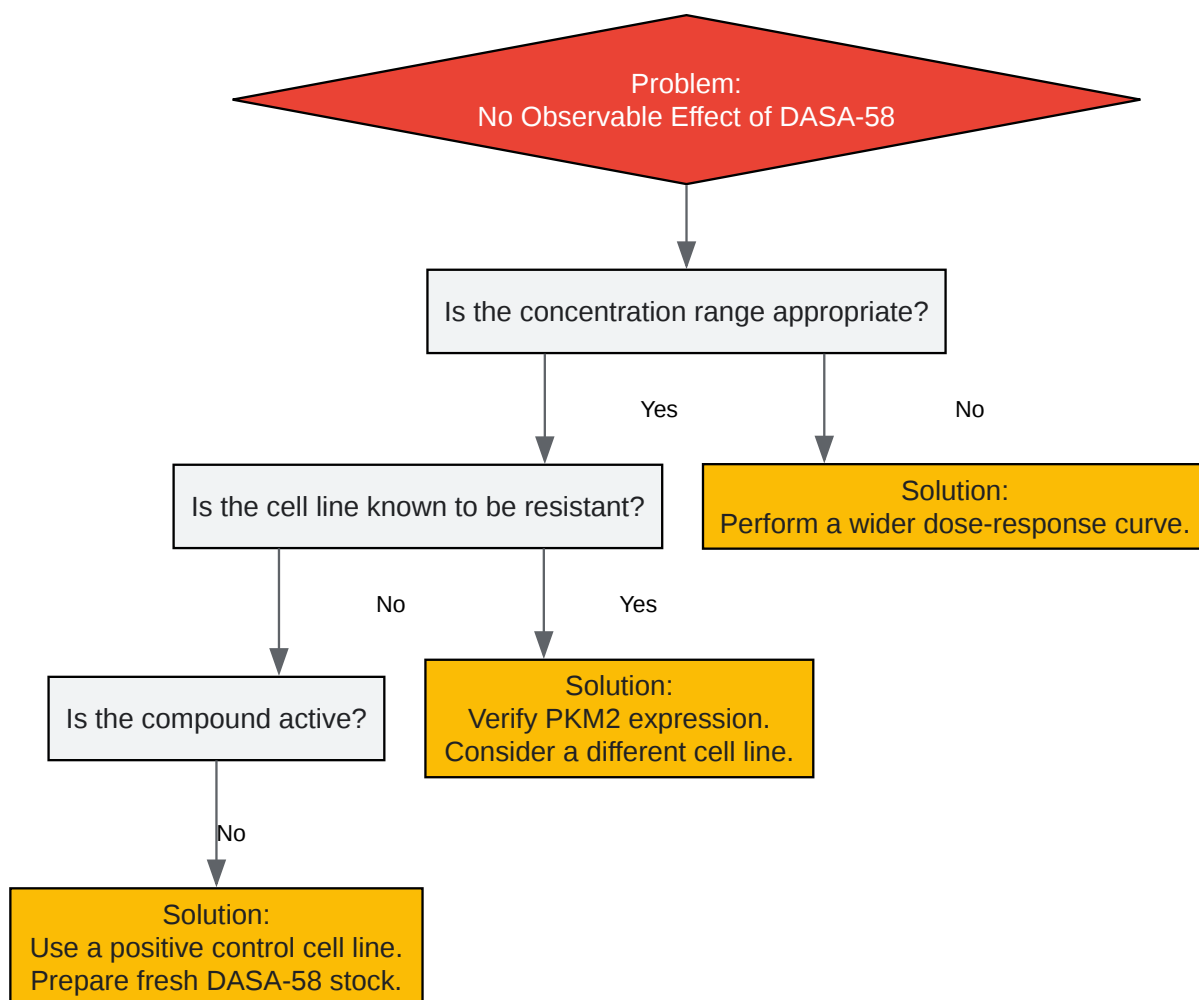 Problem:
No Observable Effect of DASA-58
Is the concentration range appropriate?
Yes
No
Is the cell line known to be resistant?
Solution:
Perform a wider dose-response curve.
No
Yes
Is the compound active?
Solution:
Verify PKM2 expression.
Consider a different cell line.
No
Solution:
Use a positive control cell line.
Prepare fresh DASA-58 stock.